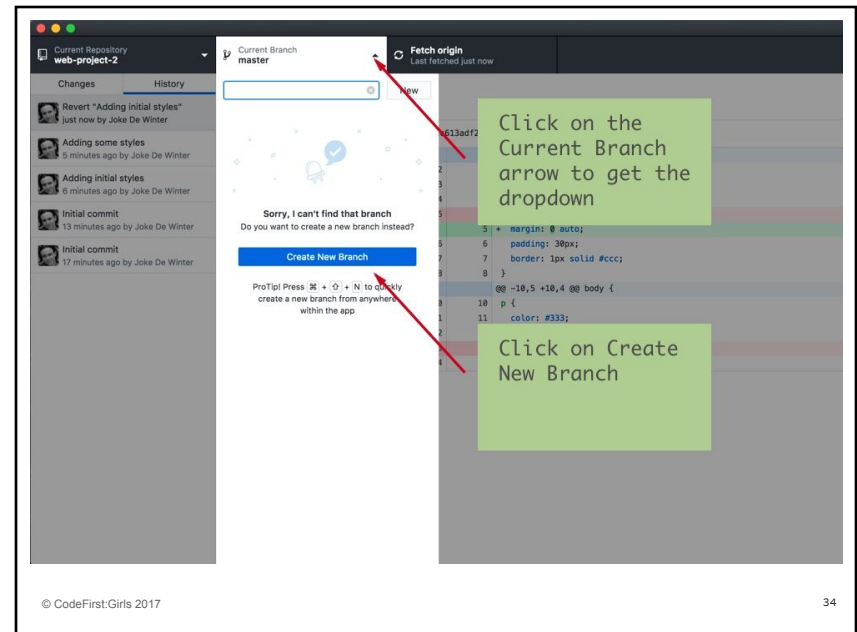 Current Repository
web-project-2
Current Branch
master
Fetch origin
Last fetched just now
Changes
History
New
Revert "Adding initial styles"
just now by Joke De Winter
Adding some styles
5 minutes ago by Joke De Winter
Adding initial styles
6 minutes ago by Joke De Winter
Initial commit
13 minutes ago by Joke De Winter
Initial commit
17 minutes ago by Joke De Winter
Sorry, I can't find that branch
Do you want to create a new branch instead?
Create New Branch
ProTip! Press ⌘ + ⇧ + N to quickly
create a new branch from anywhere
within the app
613adf2
5 + margin: 0 auto;
6 padding: 30px;
7 border: 1px solid #ccc;
8 }
@@ -10,5 +10,4 @@ body {
10 p {
11 color: #333;
Click on the
Current Branch
arrow to get the
dropdown
Click on Create
New Branch
© CodeFirst:Girls 2017
34